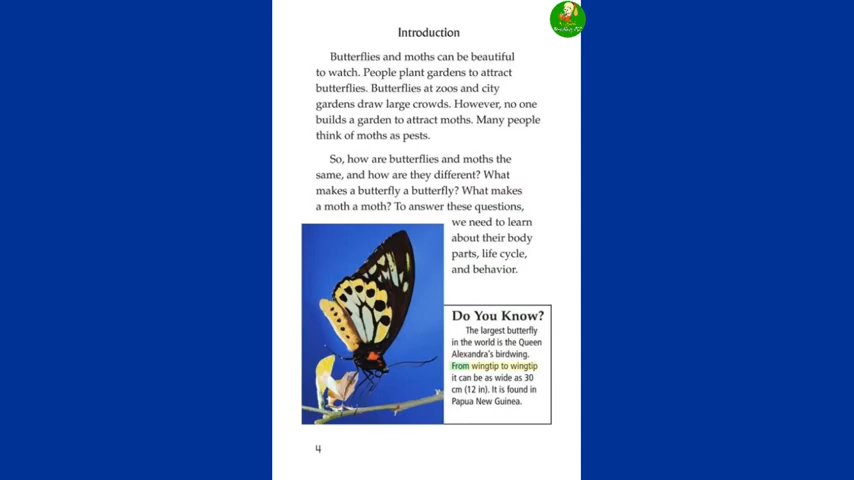 Introduction
Butterflies and moths can be beautiful
to watch. People plant gardens to attract
butterflies. Butterflies at zoos and city
gardens draw large crowds. However, no one
builds a garden to attract moths. Many people
think of moths as pests.
So, how are butterflies and moths the
same, and how are they different? What
makes a butterfly a butterfly? What makes
a moth a moth? To answer these questions,
we need to learn
about their body
parts, life cycle,
and behavior.
Do You Know?
The largest butterfly
in the world is the Queen
Alexandra's birdwing.
From wingtip to wingtip
it can be as wide as 30
cm (12 in). It is found in
Papua New Guinea.
4